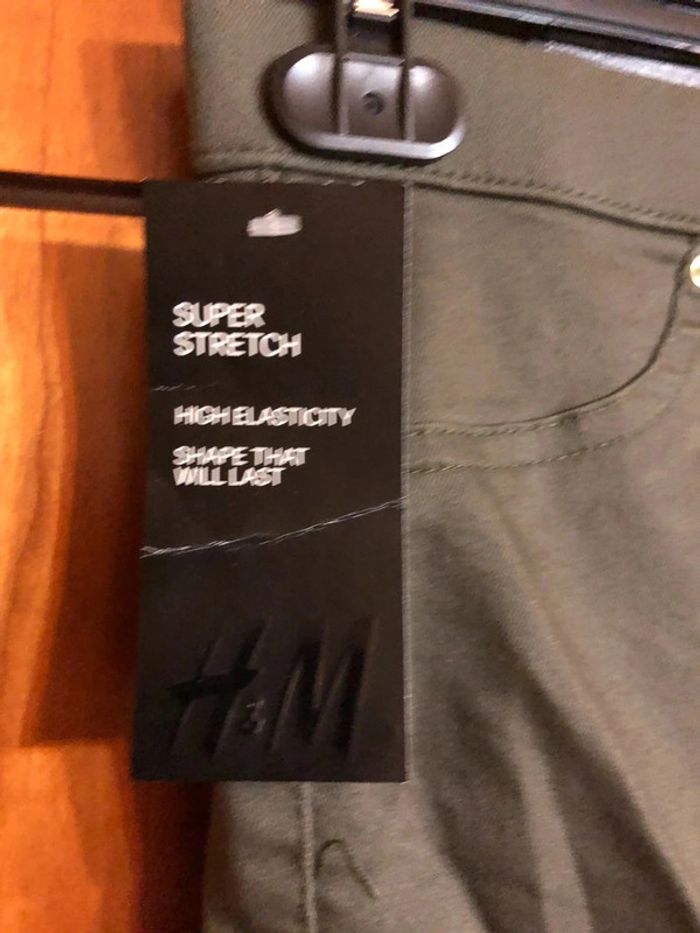 SUPER
STRETCH
HIGH ELASTICITY
SHAPE THAT
WILL LAST
H&M